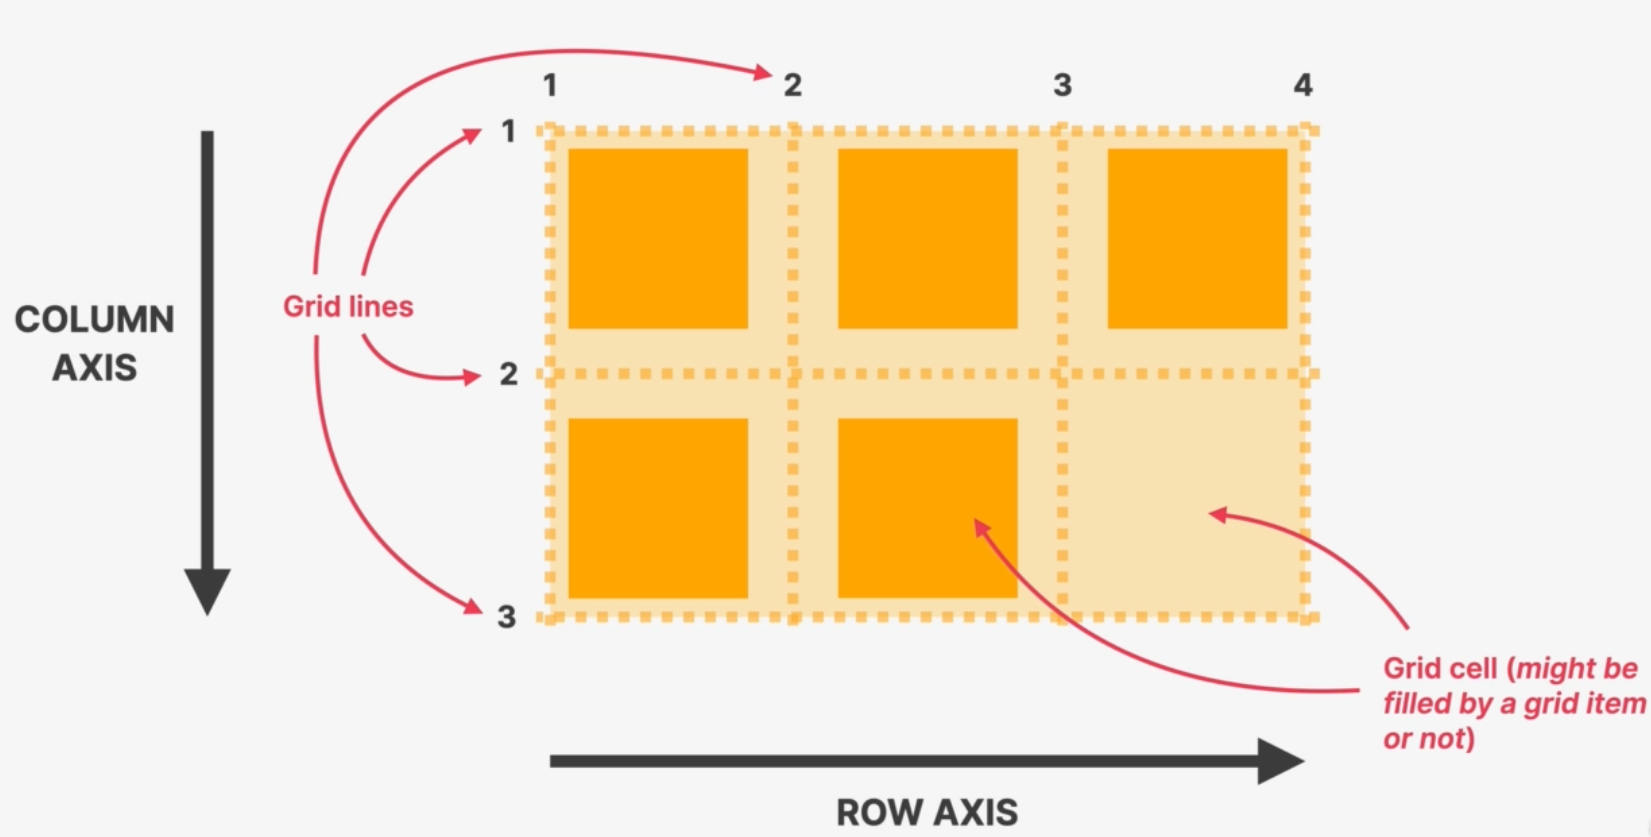 1 2 3 4
1
Grid lines
COLUMN
AXIS
2
3
Grid cell (might be
filled by a grid item
or not)
ROW AXIS